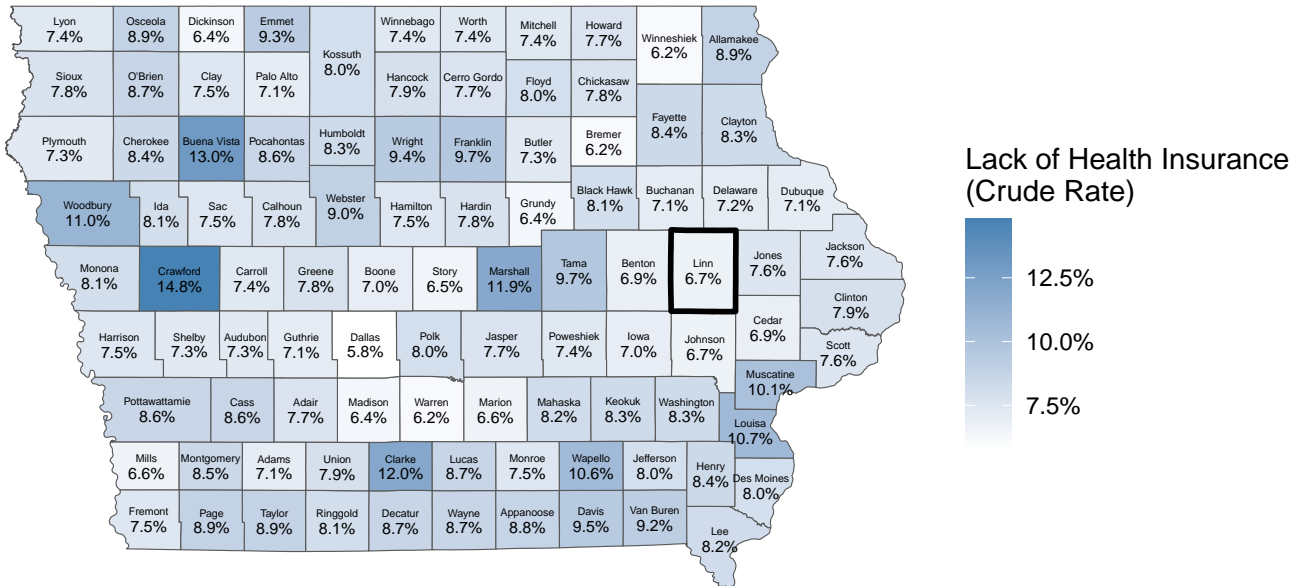 Lyon
7.4%
Osceola
8.9%
Dickinson
6.4%
Emmet
9.3%
Kossuth
8.0%
Winnebago
7.4%
Worth
7.4%
Mitchell
7.4%
Howard
7.7%
Winneshiek
6.2%
Allamakee
8.9%
Sioux
7.8%
O'Brien
8.7%
Clay
7.5%
Palo Alto
7.1%
Hancock
7.9%
Cerro Gordo
7.7%
Floyd
8.0%
Chickasaw
7.8%
Plymouth
7.3%
Cherokee
8.4%
Buena Vista
13.0%
Pocahontas
8.6%
Humboldt
8.3%
Wright
9.4%
Franklin
9.7%
Butler
7.3%
Bremer
6.2%
Fayette
8.4%
Clayton
8.3%
Woodbury
11.0%
Ida
8.1%
Sac
7.5%
Calhoun
7.8%
Webster
9.0%
Hamilton
7.5%
Hardin
7.8%
Grundy
6.4%
Black Hawk
8.1%
Buchanan
7.1%
Delaware
7.2%
Dubuque
7.1%
Monona
8.1%
Crawford
14.8%
Carroll
7.4%
Greene
7.8%
Boone
7.0%
Story
6.5%
Marshall
11.9%
Tama
9.7%
Benton
6.9%
Linn
6.7%
Jones
7.6%
Jackson
7.6%
Clinton
7.9%
Harrison
7.5%
Shelby
7.3%
Audubon
7.3%
Guthrie
7.1%
Dallas
5.8%
Polk
8.0%
Jasper
7.7%
Poweshiek
7.4%
Iowa
7.0%
Johnson
6.7%
Cedar
6.9%
Scott
7.6%
Muscatine
10.1%
Pottawattamie
8.6%
Cass
8.6%
Adair
7.7%
Madison
6.4%
Warren
6.2%
Marion
6.6%
Mahaska
8.2%
Keokuk
8.3%
Washington
8.3%
Louisa
10.7%
Mills
6.6%
Montgomery
8.5%
Adams
7.1%
Union
7.9%
Clarke
12.0%
Lucas
8.7%
Monroe
7.5%
Wapello
10.6%
Jefferson
8.0%
Henry
8.4%
Des Moines
8.0%
Fremont
7.5%
Page
8.9%
Taylor
8.9%
Ringgold
8.1%
Decatur
8.7%
Wayne
8.7%
Appanoose
8.8%
Davis
9.5%
Van Buren
9.2%
Lee
8.2%
Lack of Health Insurance
(Crude Rate)
12.5%
10.0%
7.5%